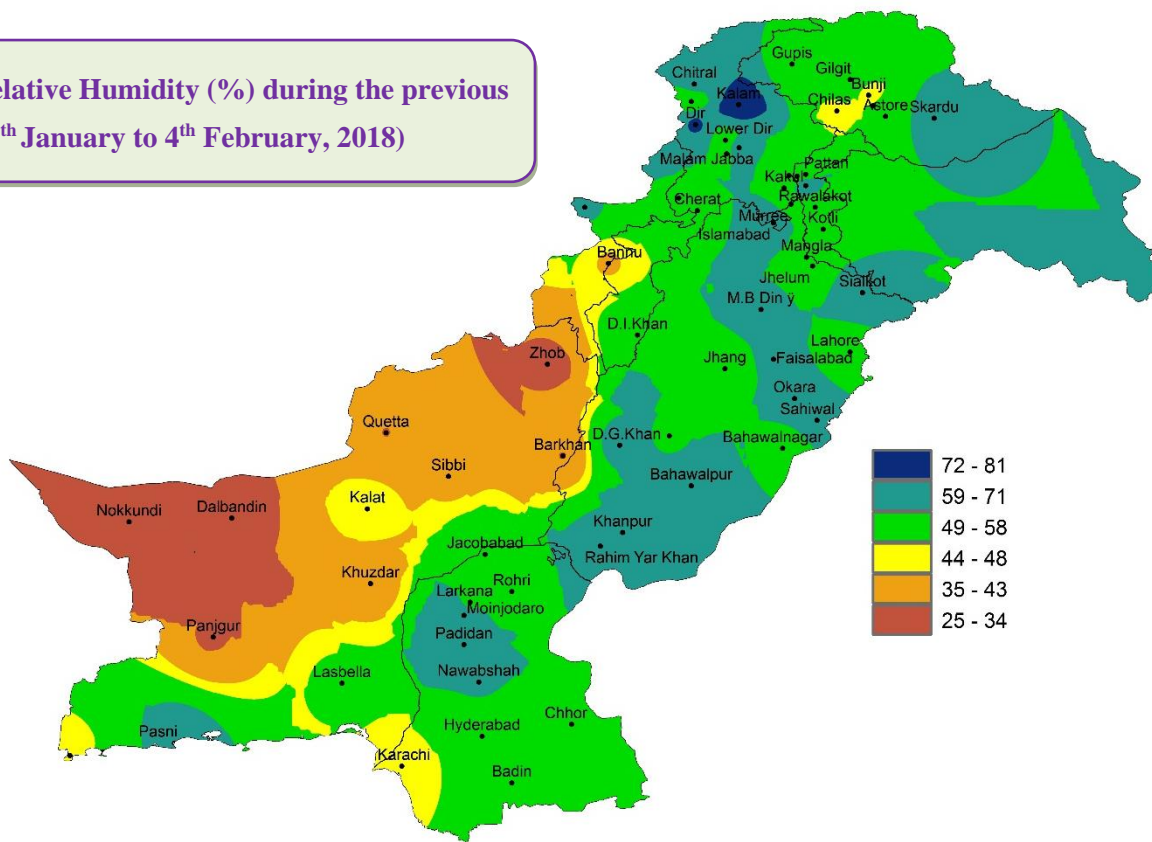 elative Humidity (%) during the previous
th January to 4th February, 2018)
Gupis
Gilgit
Chitral
Bunji
Kalam
Chilas
Astore Skardu
Dir
Lower Dir
Malam Jabba
Pattan
Kakul
Cherat
Rawalakot
Murree
Kotli
Islamabad
Mangla
Bannu
Jhelum
Sialkot
M.B Din ÿ
D.I.Khan
Lahore
Zhob
Jhang
Faisalabad
Okara
Sahiwal
Quetta
D.G.Khan
Bahawalnagar
Barkhan
Sibbi
Bahawalpur
Kalat
Nokkundi
Dalbandin
Khanpur
Jacobabad
Rahim Yar Khan
Khuzdar
Rohri
Larkana
Moinjodaro
Panjgur
Padidan
Lasbella
Nawabshah
Chhor
Pasni
Hyderabad
Karachi
Badin
72 - 81
59 - 71
49 - 58
44 - 48
35 - 43
25 - 34